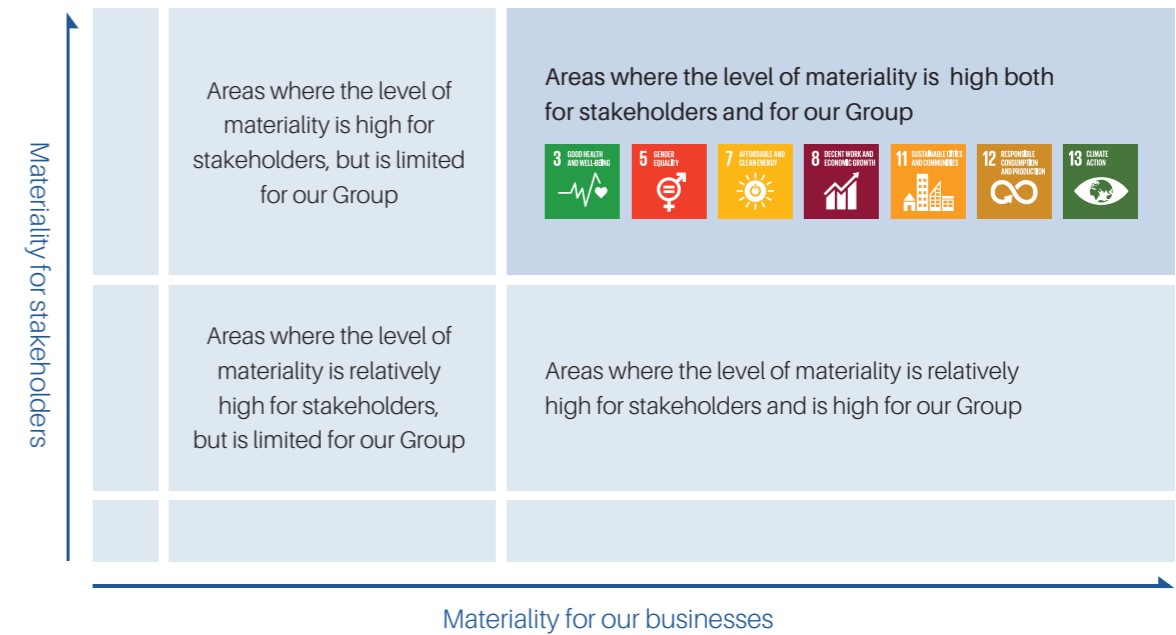 Materiality for stakeholders
Areas where the level of
materiality is high for
stakeholders, but is limited
for our Group
Areas where the level of materiality is high both
for stakeholders and for our Group
3 GOOD HEALTH
AND WELL-BEING
5 GENDER
EQUALITY
7 AFFORDABLE AND
CLEAN ENERGY
8 DECENT WORK AND
ECONOMIC GROWTH
11 SUSTAINABLE CITIES
AND COMMUNITIES
12 RESPONSIBLE
CONSUMPTION
AND PRODUCTION
13 CLIMATE
ACTION
Areas where the level of
materiality is relatively
high for stakeholders,
but is limited for our Group
Areas where the level of materiality is relatively
high for stakeholders and is high for our Group
Materiality for our businesses